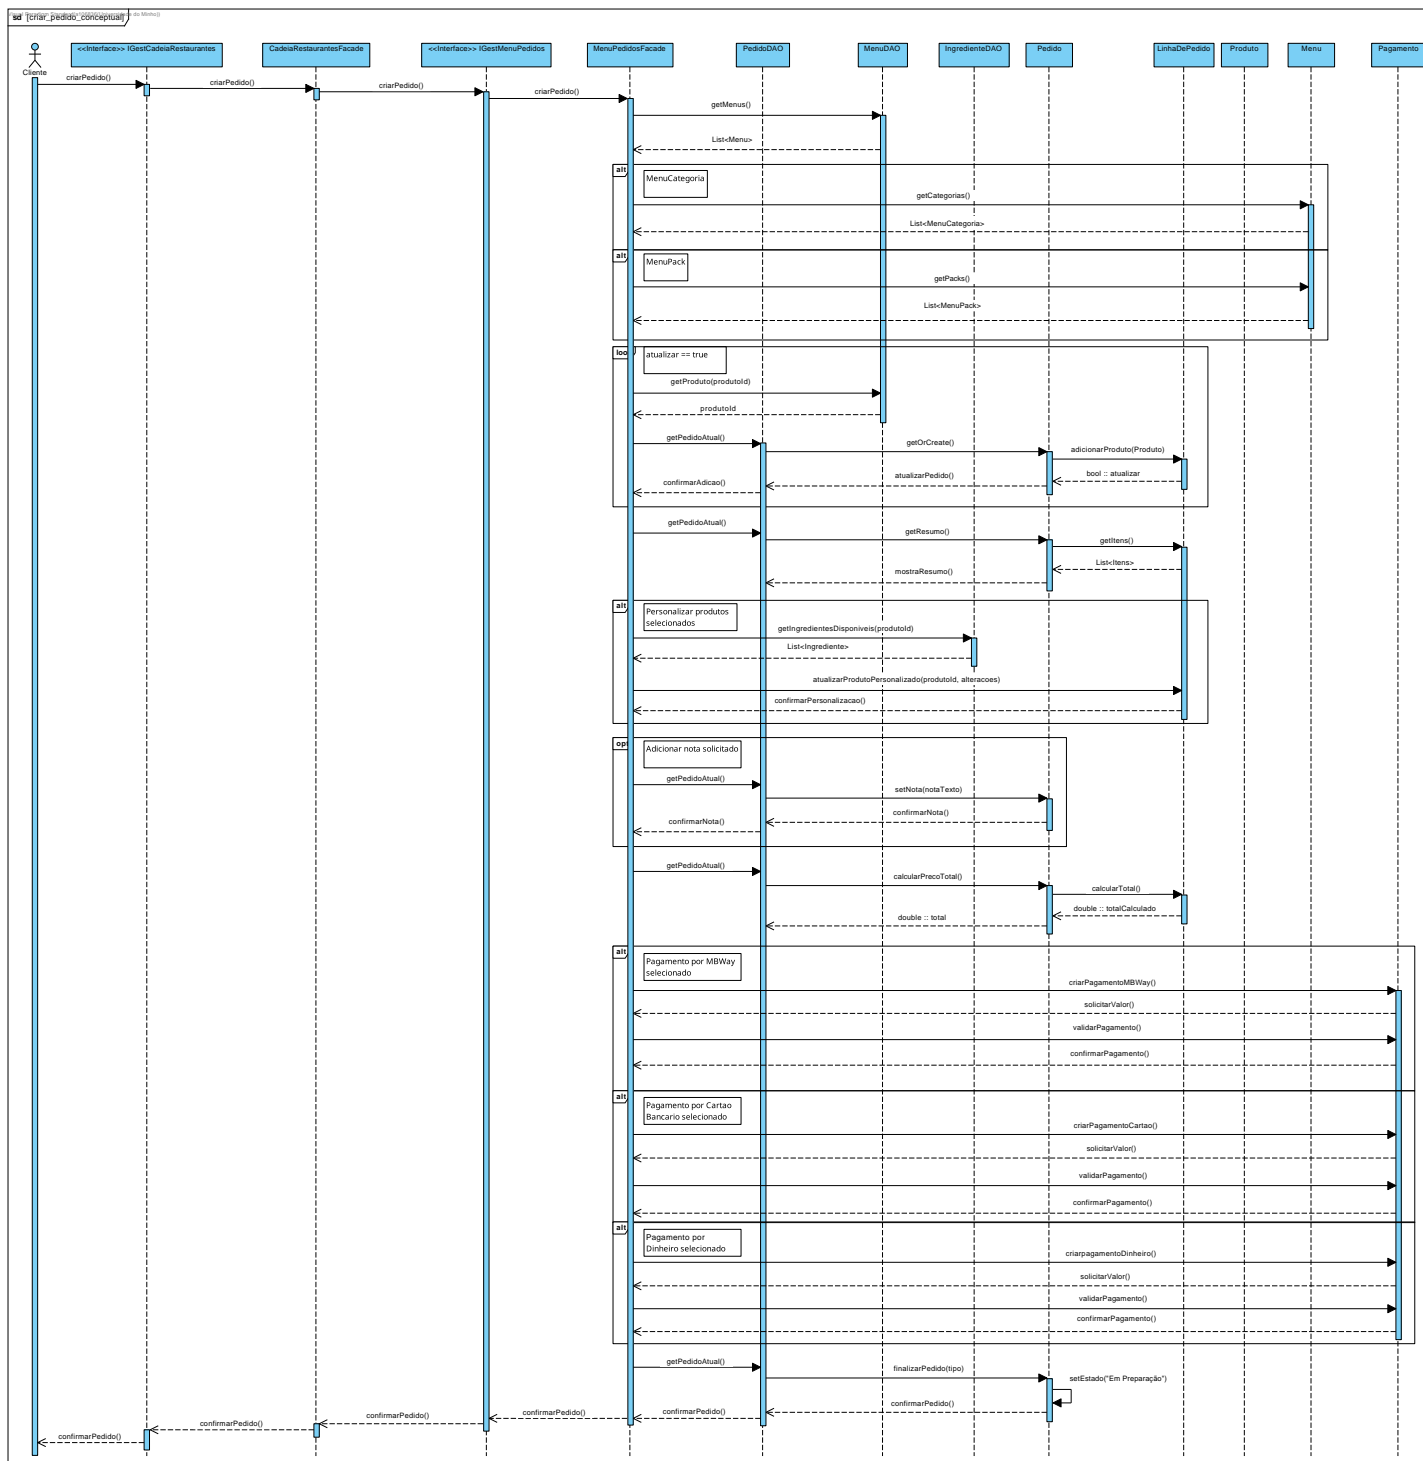 sd [criar_pedido_conceptual]
Cliente
<<Interface>> IGestCadeiaRestaurantes
CadeiaRestaurantesFacade
<<Interface>> IGestMenuPedidos
MenuPedidosFacade
PedidoDAO
MenuDAO
IngredienteDAO
Pedido
LinhaDePedido
Produto
Menu
Pagamento
criarPedido()
criarPedido()
criarPedido()
criarPedido()
getMenus()
List<Menu>
alt
MenuCategoria
getCategorias()
List<MenuCategoria>
alt
MenuPack
getPacks()
List<MenuPack>
loo
atualizar == true
getProduto(produtoId)
produtoId
getPedidoAtual()
getOrCreate()
adicionarProduto(Produto)
bool :: atualizar
atualizarPedido()
confirmarAdicao()
getPedidoAtual()
getResumo()
getItens()
List<Itens>
mostraResumo()
alt
Personalizar produtos
selecionados
getIngredientesDisponiveis(produtoId)
List<Ingrediente>
atualizarProdutoPersonalizado(produtoId, alteracoes)
confirmarPersonalizacao()
opt
Adicionar nota solicitado
getPedidoAtual()
setNota(notaTexto)
confirmarNota()
confirmarNota()
getPedidoAtual()
calcularPrecoTotal()
calcularTotal()
double :: totalCalculado
double :: total
alt
Pagamento por MBWay
selecionado
criarPagamentoMBWay()
solicitarValor()
validarPagamento()
confirmarPagamento()
alt
Pagamento por Cartao
Bancario selecionado
criarPagamentoCartao()
solicitarValor()
validarPagamento()
confirmarPagamento()
alt
Pagamento por
Dinheiro selecionado
criarpagamentoDinheiro()
solicitarValor()
validarPagamento()
confirmarPagamento()
getPedidoAtual()
finalizarPedido(tipo)
setEstado("Em Preparação")
confirmarPedido()
confirmarPedido()
confirmarPedido()
confirmarPedido()
confirmarPedido()
confirmarPedido()